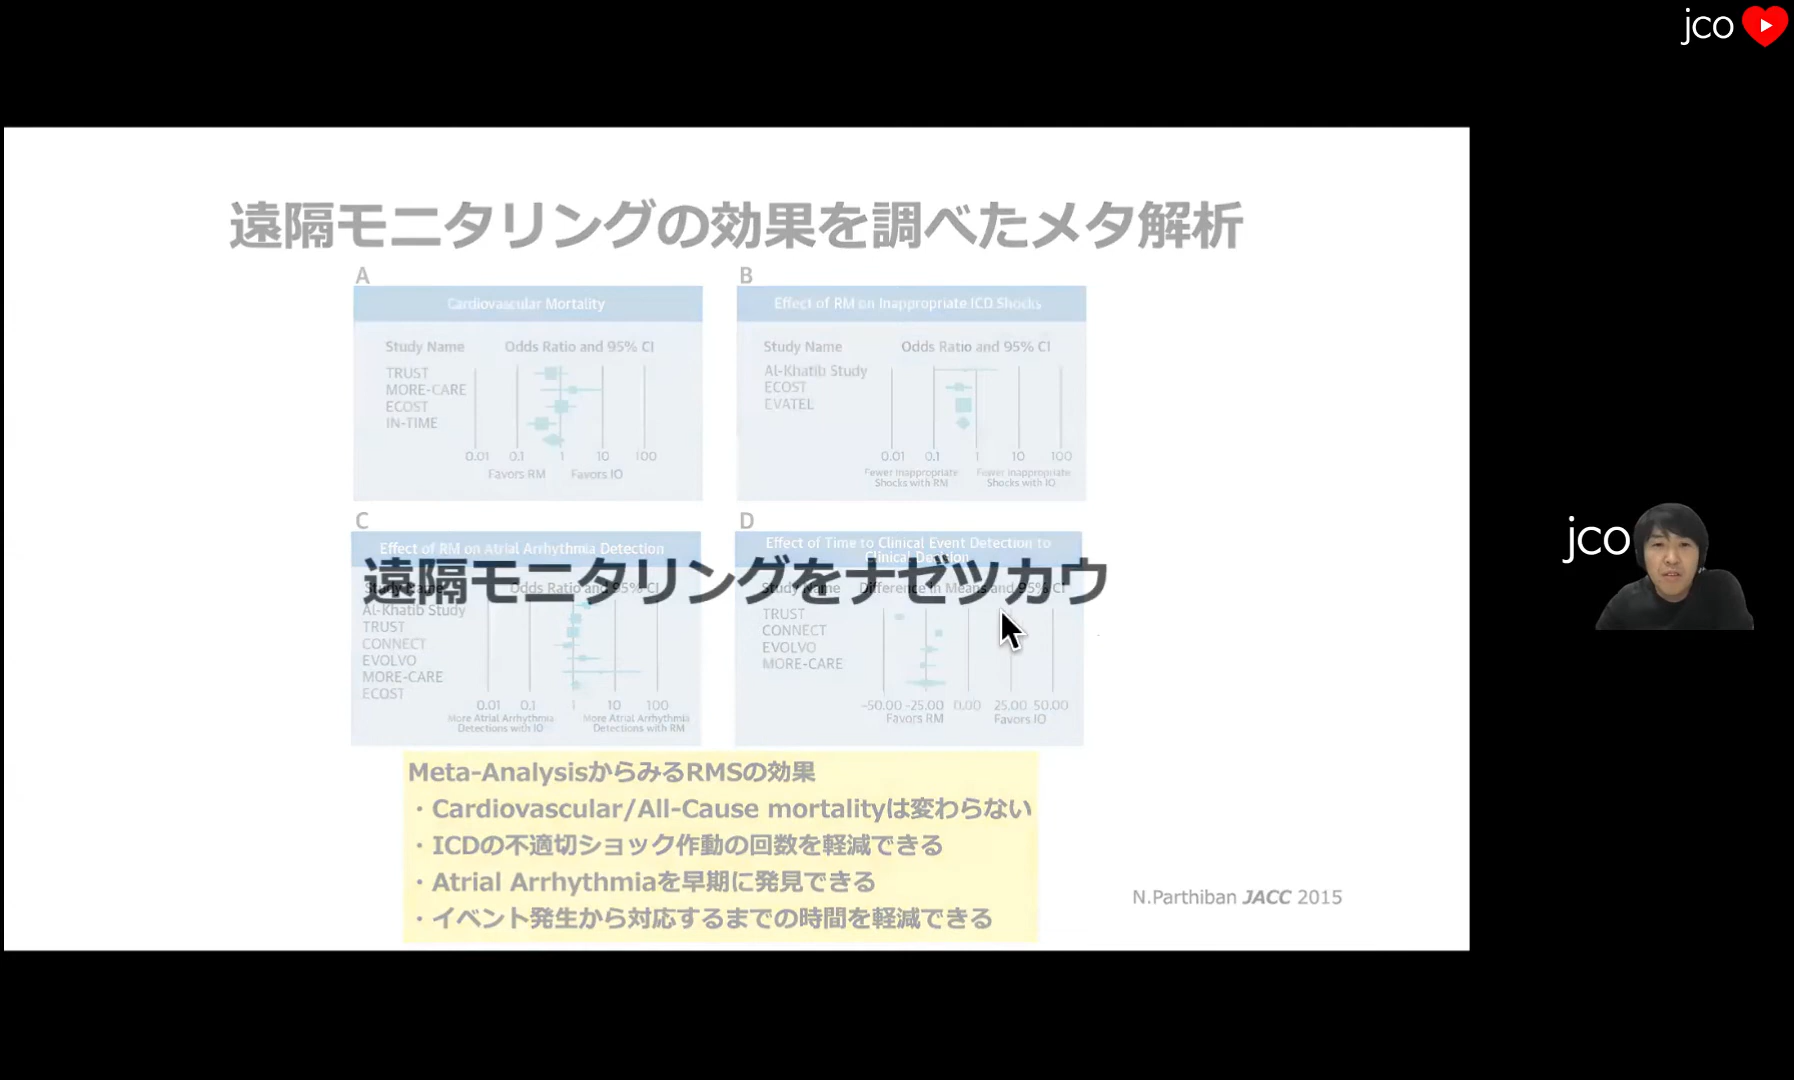 jco
遠隔モニタリングの効果を調べたメタ解析
A
Cardiovascular Mortality
Study Name Odds Ratio and 95% CI
TRUST
MORE-CARE
ECOST
IN-TIME
0.01 0.1 1 10 100
Favors RM Favors IO
B
Effect of RM on Inappropriate ICD Shocks
Study Name Odds Ratio and 95% CI
Al-Khatib Study
ECOST
EVATEL
0.01 0.1 1 10 100
Fewer Inappropriate Fewer Inappropriate
Shocks with RM Shocks with IO
C
Effect of RM on Atrial Arrhythmia Detection
Study Name Odds Ratio and 95% CI
Al-Khatib Study
TRUST
CONNECT
EVOLVO
MORE-CARE
ECOST
0.01 0.1 1 10 100
More Atrial Arrhythmia More Atrial Arrhythmia
Detections with IO Detections with RM
D
Effect of Time to Clinical Event Detection to
Clinical Decision
Study Name Difference in Means and 95% CI
TRUST
CONNECT
EVOLVO
MORE-CARE
-50.00 -25.00 0.00 25.00 50.00
Favors RM Favors IO
遠隔モニタリングをナゼツカウ
jco
Meta-AnalysisからみるRMSの効果
・Cardiovascular/All-Cause mortalityは変わらない
・ICDの不適切ショック作動の回数を軽減できる
・Atrial Arrhythmiaを早期に発見できる
・イベント発生から対応するまでの時間を軽減できる
N.Parthiban JACC 2015